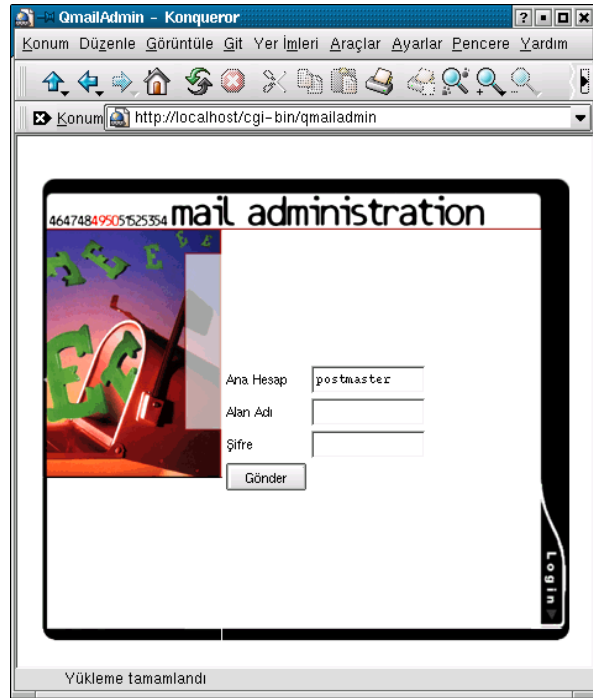 QmailAdmin - Konqueror
Konum Düzenle Görüntüle Git Yer İmleri Araçlar Ayarlar Pencere Yardım
Konum http://localhost/cgi-bin/qmailadmin
464748495051525354 mail administration
Ana Hesap postmaster
Alan Adı
Şifre
Gönder
Login
Yükleme tamamlandı